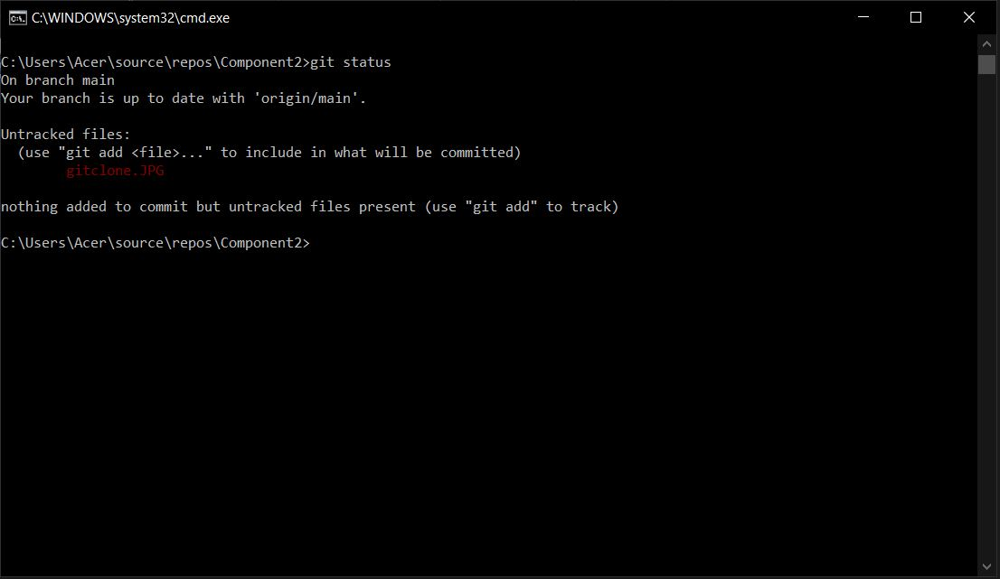 C:\WINDOWS\system32\cmd.exe
C:\Users\Acer\source\repos\Component2>git status
On branch main
Your branch is up to date with 'origin/main'.
Untracked files:
  (use "git add <file>..." to include in what will be committed)
        gitclone.JPG
nothing added to commit but untracked files present (use "git add" to track)
C:\Users\Acer\source\repos\Component2>